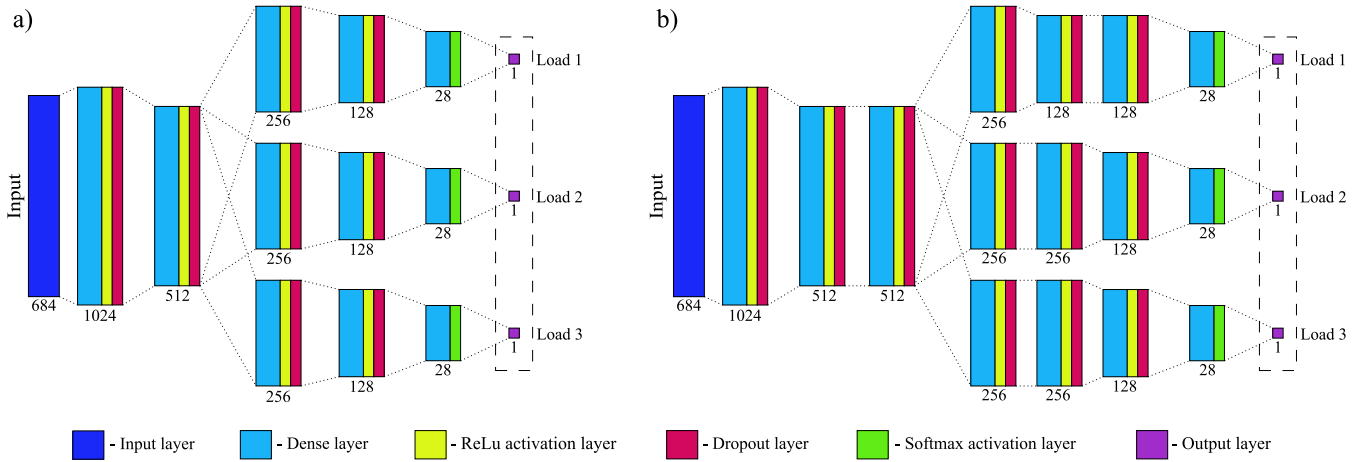 a)
Input
684
1024
512
256
128
28
1
Load 1
256
128
28
1
Load 2
256
128
28
1
Load 3
b)
Input
684
1024
512
512
256
128
128
28
1
Load 1
256
256
128
28
1
Load 2
256
256
128
28
1
Load 3
- Input layer
- Dense layer
- ReLu activation layer
- Dropout layer
- Softmax activation layer
- Output layer